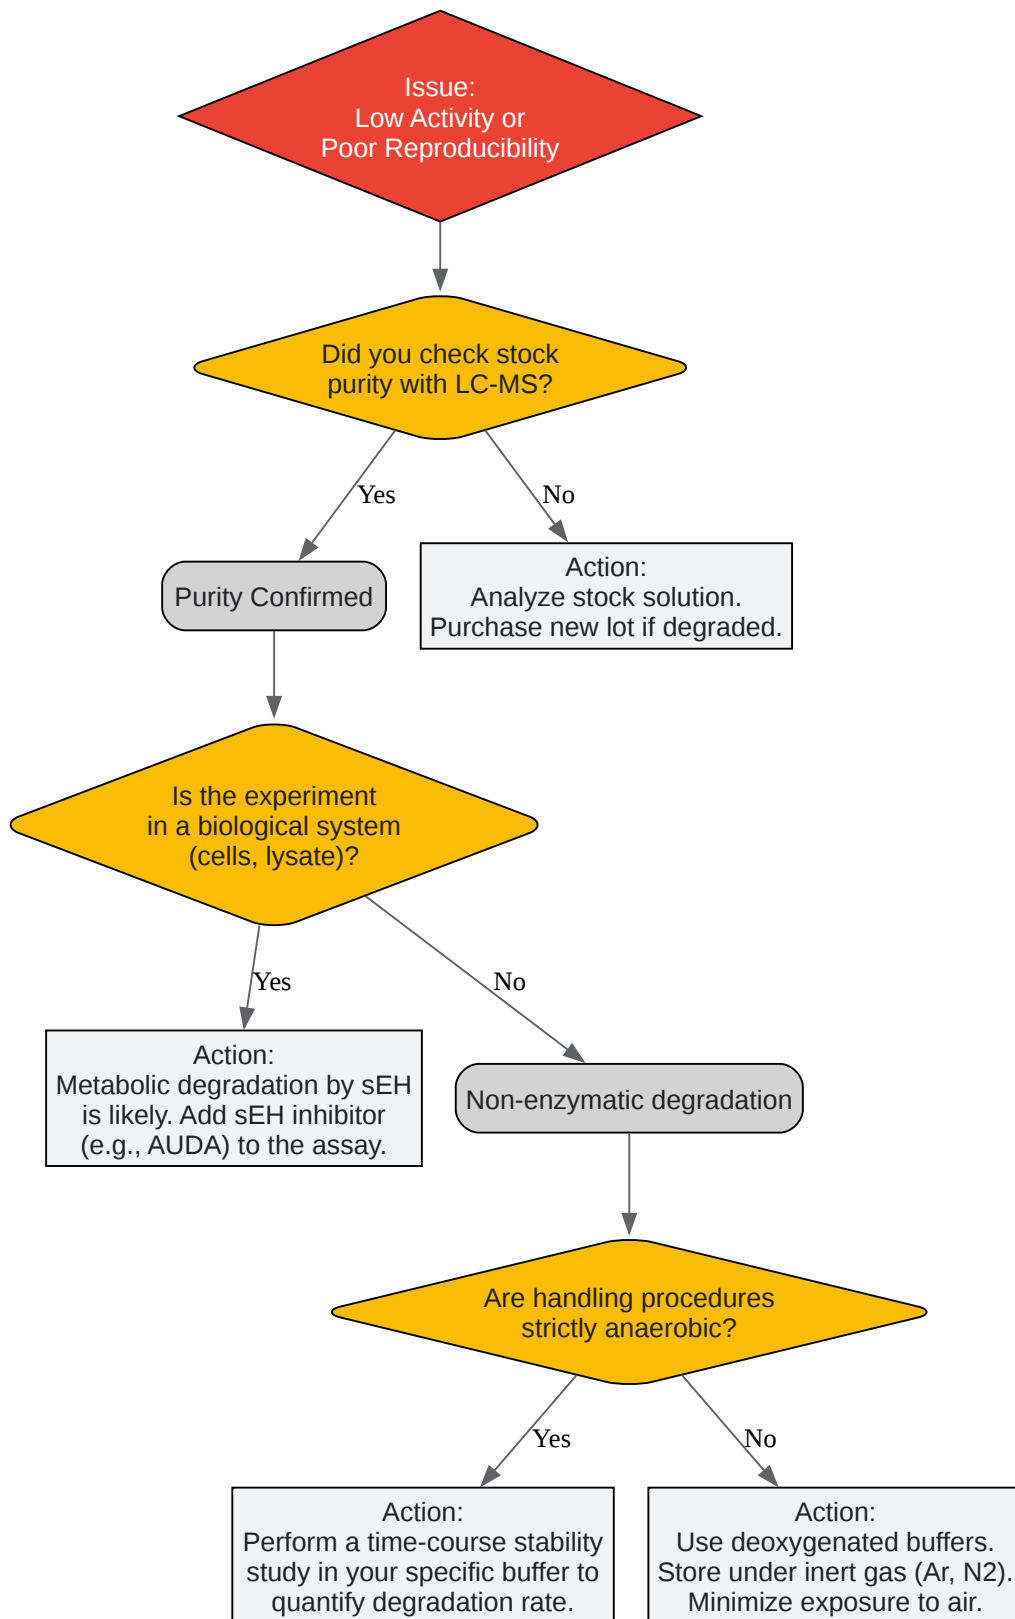 Issue:
Low Activity or
Poor Reproducibility
Did you check stock
purity with LC-MS?
Yes
No
Purity Confirmed
Action:
Analyze stock solution.
Purchase new lot if degraded.
Is the experiment
in a biological system
(cells, lysate)?
Yes
No
Action:
Metabolic degradation by sEH
is likely. Add sEH inhibitor
(e.g., AUDA) to the assay.
Non-enzymatic degradation
Are handling procedures
strictly anaerobic?
Yes
No
Action:
Perform a time-course stability
study in your specific buffer to
quantify degradation rate.
Action:
Use deoxygenated buffers.
Store under inert gas (Ar, N2).
Minimize exposure to air.